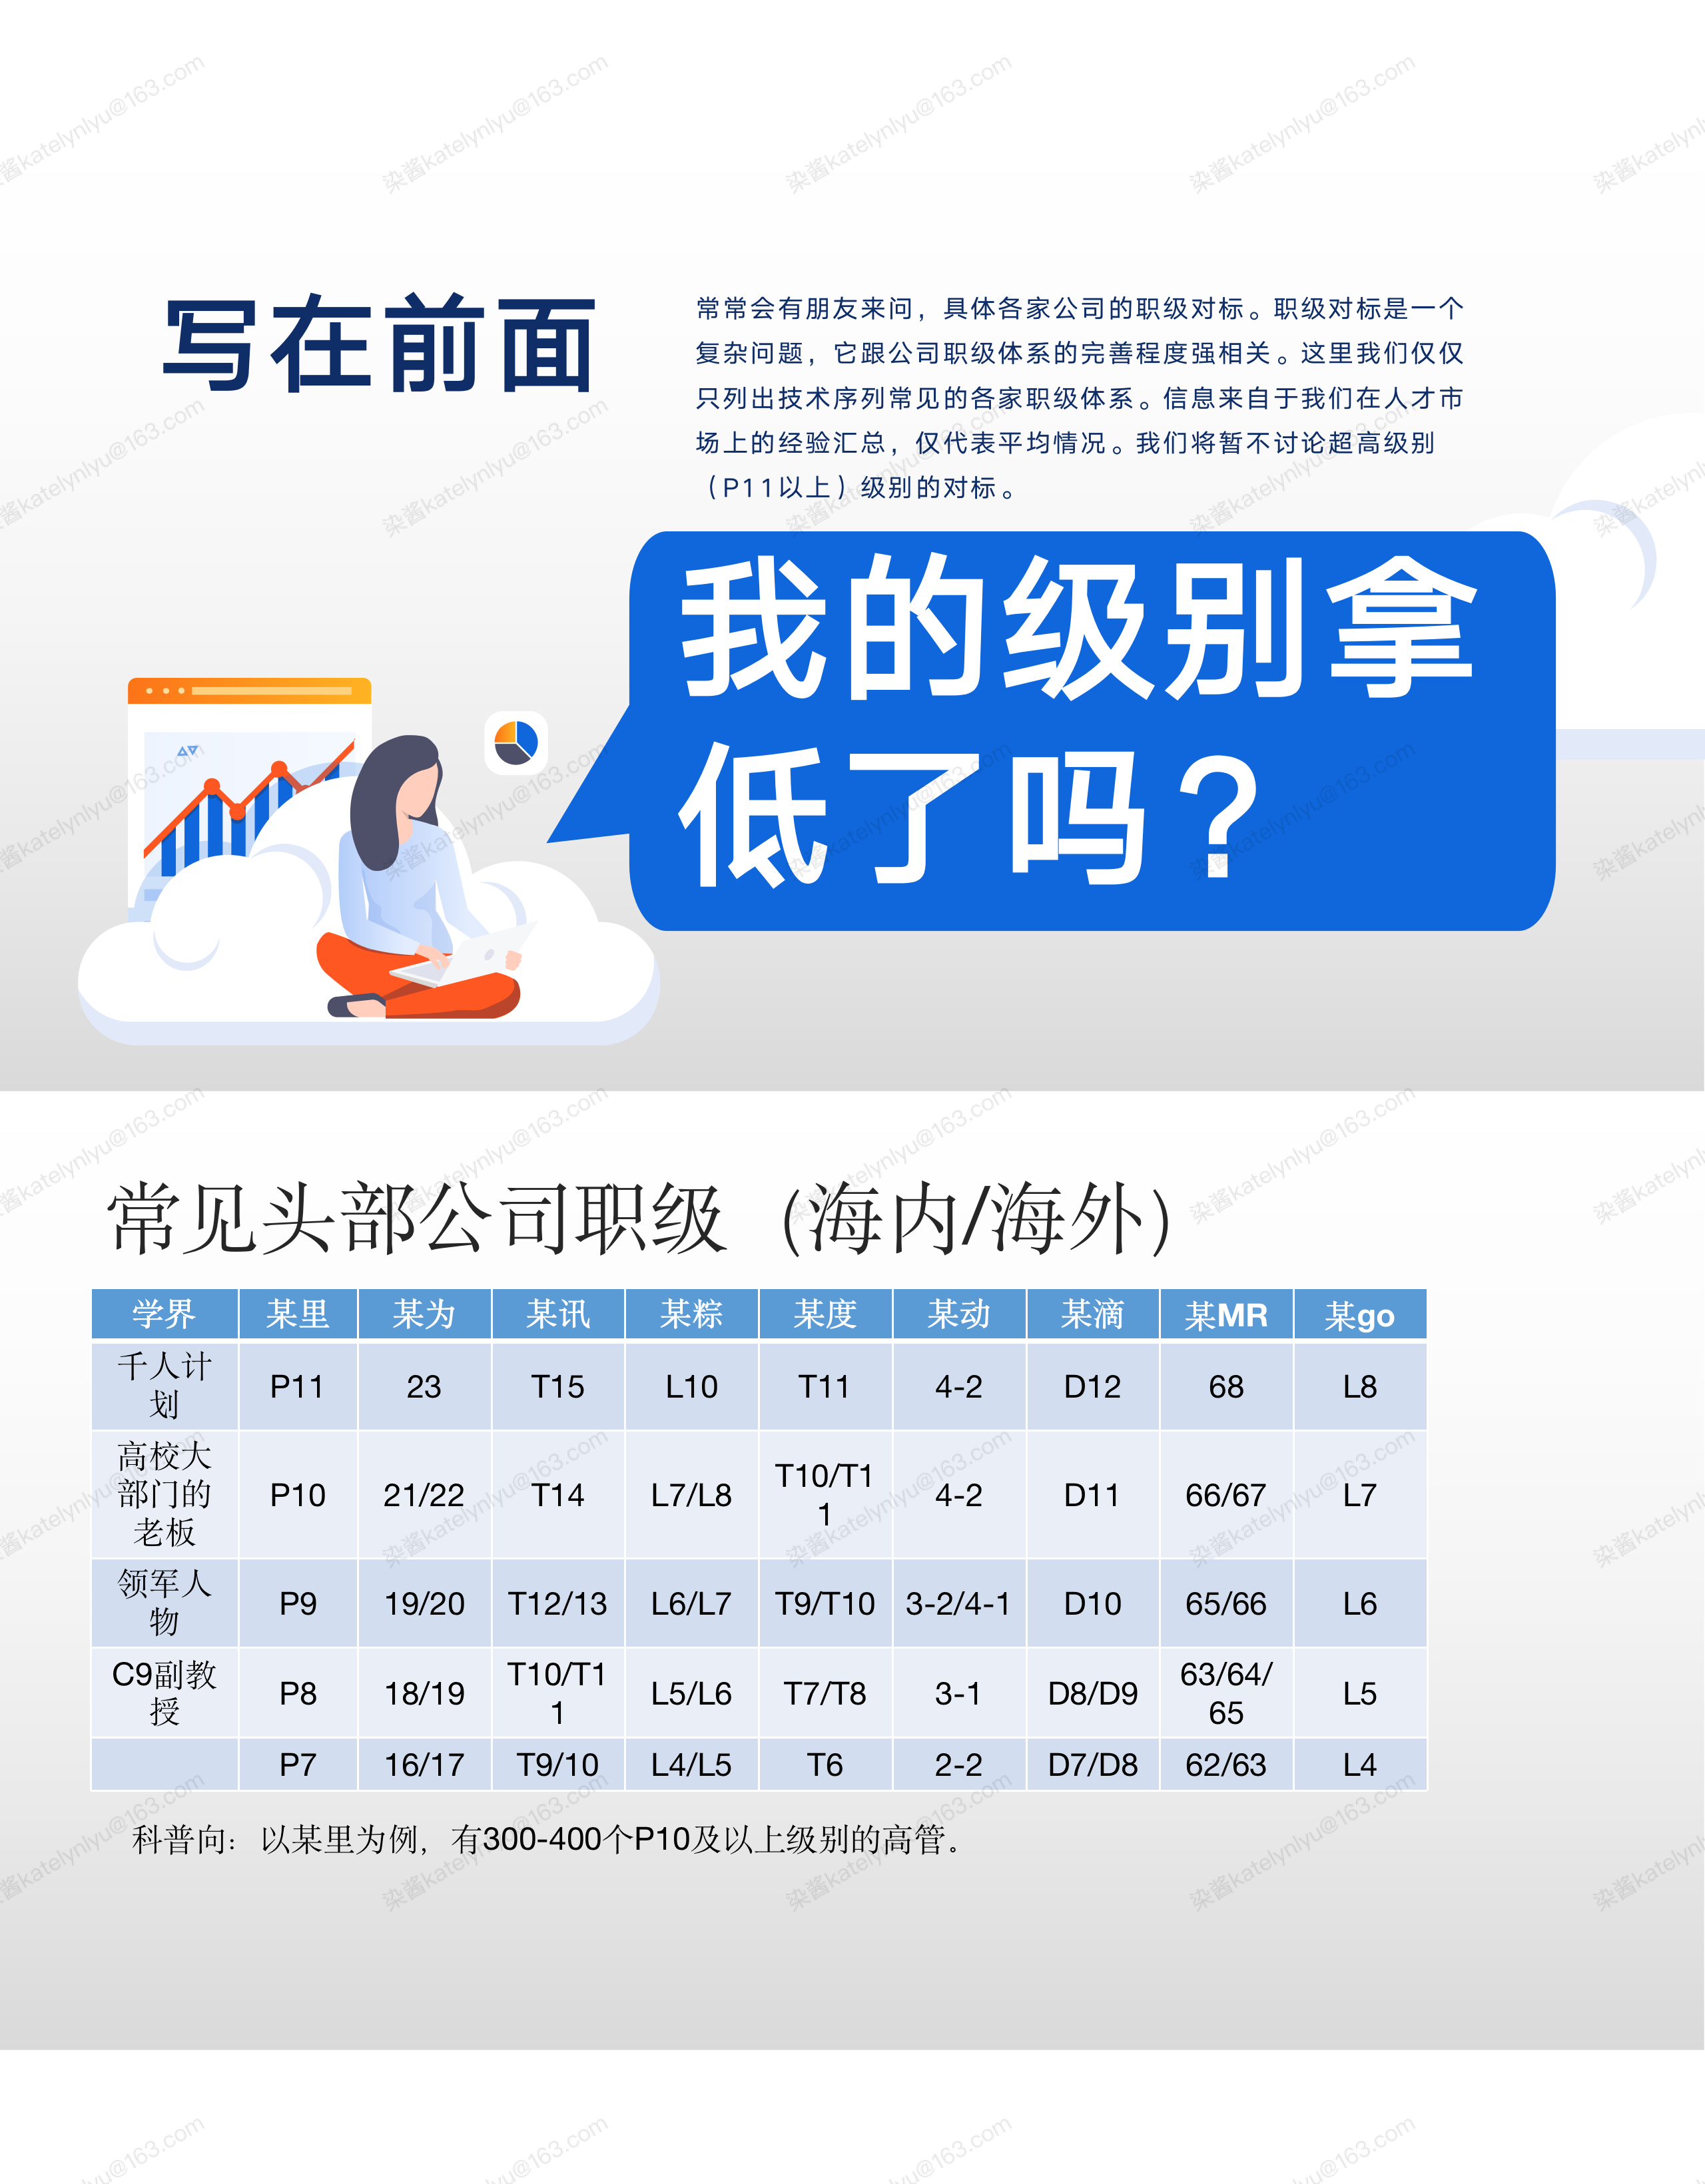 写在前面
常常会有朋友来问，具体各家公司的职级对标。职级对标是一个
复杂问题，它跟公司职级体系的完善程度强相关。这里我们仅仅
只列出技术序列常见的各家职级体系。信息来自于我们在人才市
场上的经验汇总，仅代表平均情况。我们将暂不讨论超高级别
（P11以上）级别的对标。
我的级别拿
低了吗？
常见头部公司职级（海内/海外）
学界 某里 某为 某讯 某粽 某度 某动 某滴 某MR 某go
千人计
划 P11 23 T15 L10 T11 4-2 D12 68 L8
高校大
部门的
老板 P10 21/22 T14 L7/L8 T10/T1
1 4-2 D11 66/67 L7
领军人
物 P9 19/20 T12/13 L6/L7 T9/T10 3-2/4-1 D10 65/66 L6
C9副教
授 P8 18/19 T10/T1
1 L5/L6 T7/T8 3-1 D8/D9 63/64/
65 L5
P7 16/17 T9/10 L4/L5 T6 2-2 D7/D8 62/63 L4
科普向：以某里为例，有300-400个P10及以上级别的高管。
染酱katelynlyu@163.com